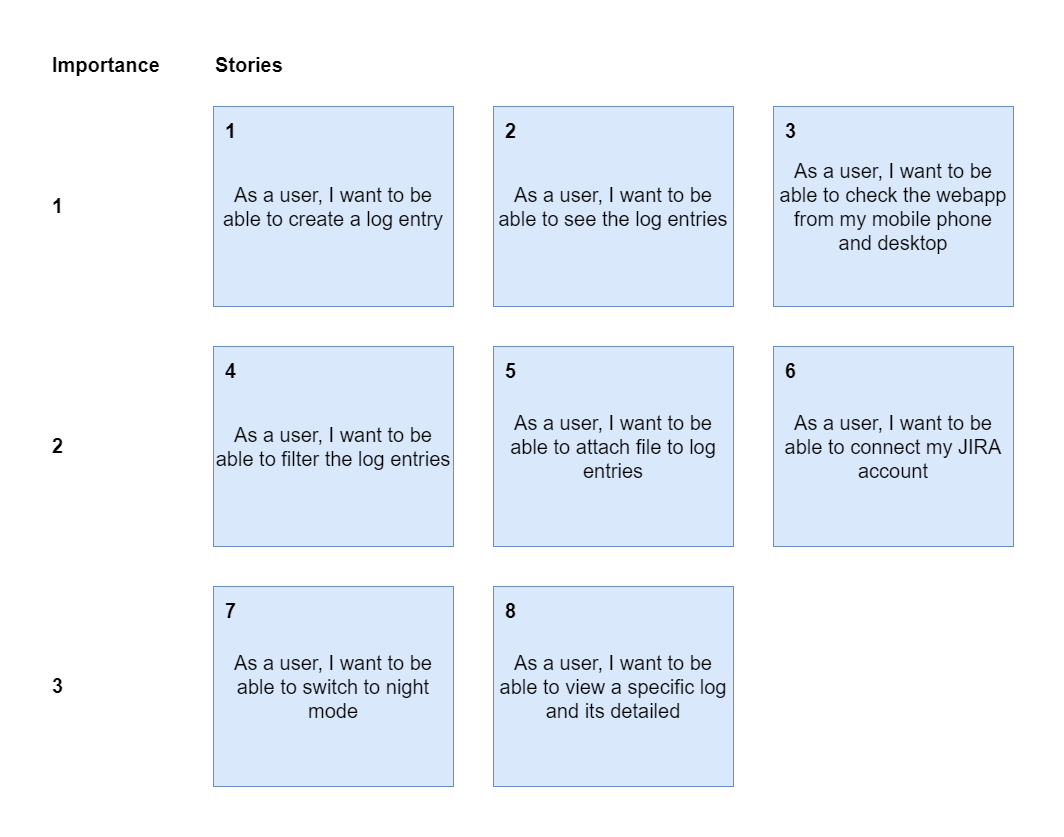 Importance Stories
1
1
As a user, I want to be
able to create a log entry
2
As a user, I want to be
able to see the log entries
3
As a user, I want to be
able to check the webapp
from my mobile phone
and desktop
2
4
As a user, I want to be
able to filter the log entries
5
As a user, I want to be
able to attach file to log
entries
6
As a user, I want to be
able to connect my JIRA
account
3
7
As a user, I want to be
able to switch to night
mode
8
As a user, I want to be
able to view a specific log
and its detailed